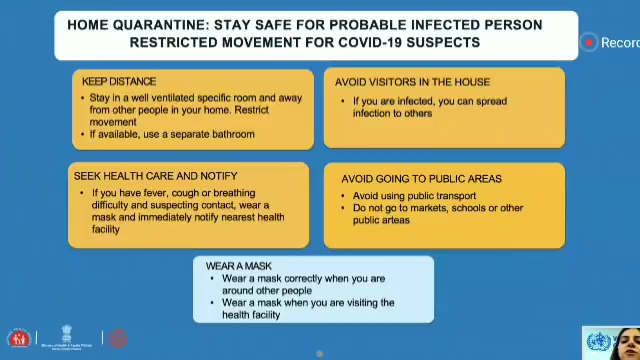 HOME QUARANTINE: STAY SAFE FOR PROBABLE INFECTED PERSON
RESTRICTED MOVEMENT FOR COVID-19 SUSPECTS
Record
KEEP DISTANCE
• Stay in a well ventilated specific room and away
from other people in your home. Restrict
movement
• If available, use a separate bathroom
AVOID VISITORS IN THE HOUSE
• If you are infected, you can spread
infection to others
SEEK HEALTH CARE AND NOTIFY
• If you have fever, cough or breathing
difficulty and suspecting contact, wear a
mask and immediately notify nearest health
facility
AVOID GOING TO PUBLIC AREAS
• Avoid using public transport
• Do not go to markets, schools or other
public arteas
WEAR A MASK
• Wear a mask correctly when you are
around other people
• Wear a mask when you are visiting the
health facility